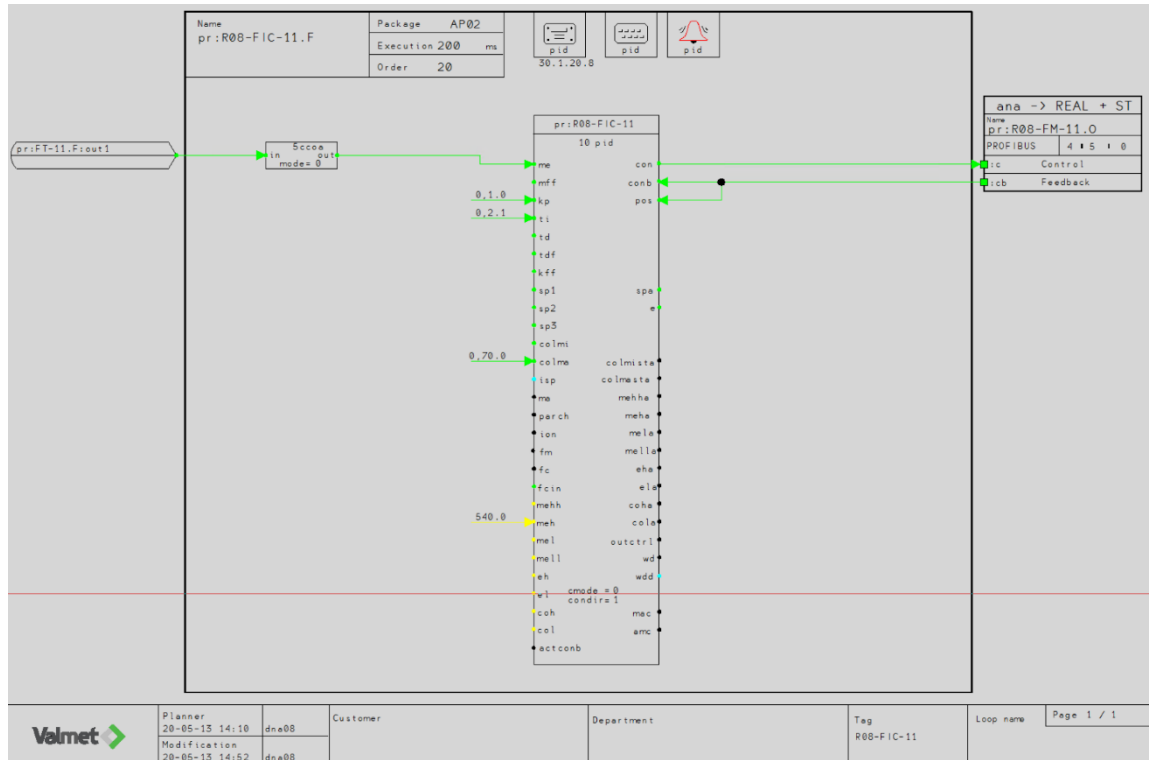 Name
pr:R08-FIC-11.F
Package AP02
Execution 200 ms
Order 20
pid
30.1.20.8
pid
pid
ana -> REAL + ST
Name
pr:R08-FM-11.O
PROFIBUS 4 5 0
:c Control
:cb Feedback
pr:FT-11.F:out1
5ccoa
in out
mode= 0
pr:R08-FIC-11
10 pid
me con
mff conb
0,1.0 kp pos
0,2.1 ti
td
tdf
kff
sp1 spa
sp2 e
sp3
colmi
0,70.0 colma colmista
isp colmasta
ma mehha
parch meha
ion mela
fm mella
fc eha
fcin ela
mehh coha
540.0 meh cola
mel outctrl
mell wd
eh wdd
el cmode = 0
condir= 1
coh mac
col amc
actconb
Valmet
Planner
20-05-13 14:10 dna08
Modification
20-05-13 14:52 dna08
Customer
Department
Tag
R08-FIC-11
Loop name
Page 1 / 1